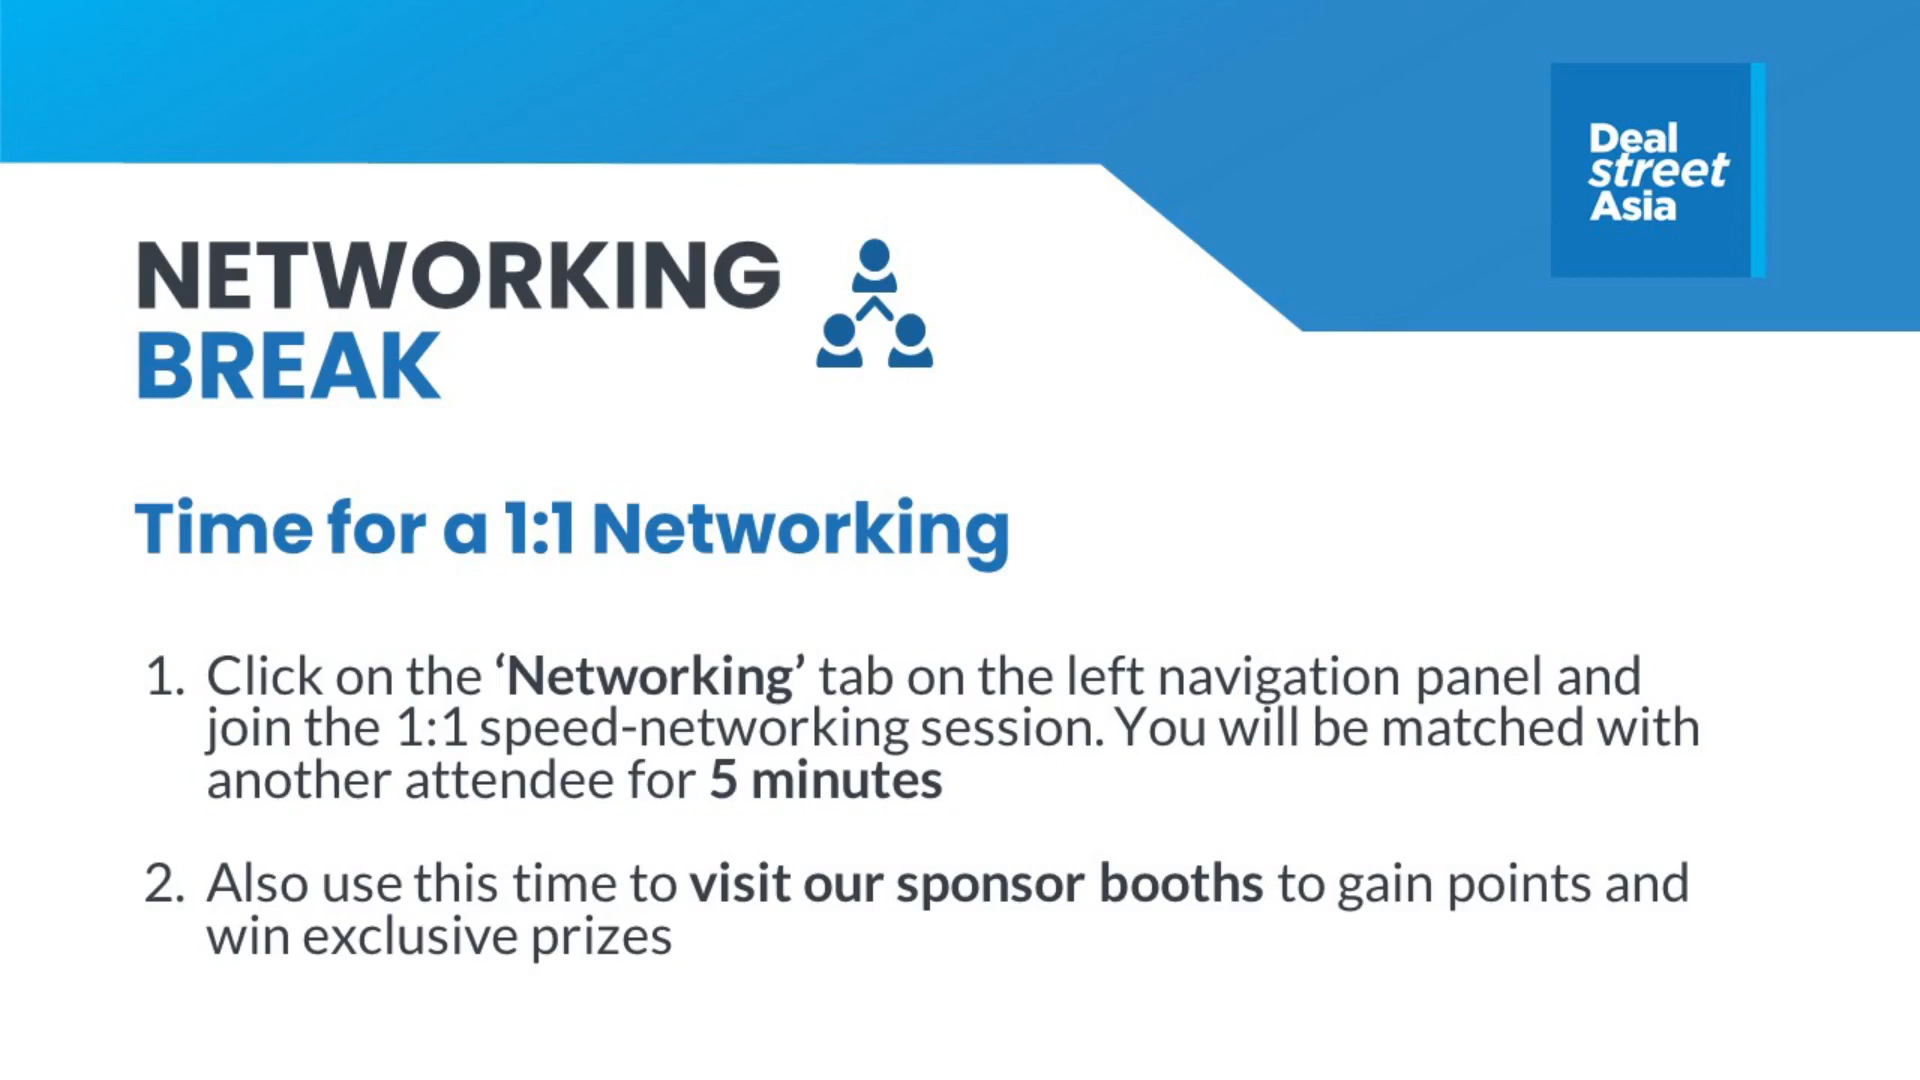 Deal
street
Asia
NETWORKING
BREAK
Time for a 1:1 Networking
1. Click on the ‘Networking’ tab on the left navigation panel and
join the 1:1 speed-networking session. You will be matched with
another attendee for 5 minutes
2. Also use this time to visit our sponsor booths to gain points and
win exclusive prizes